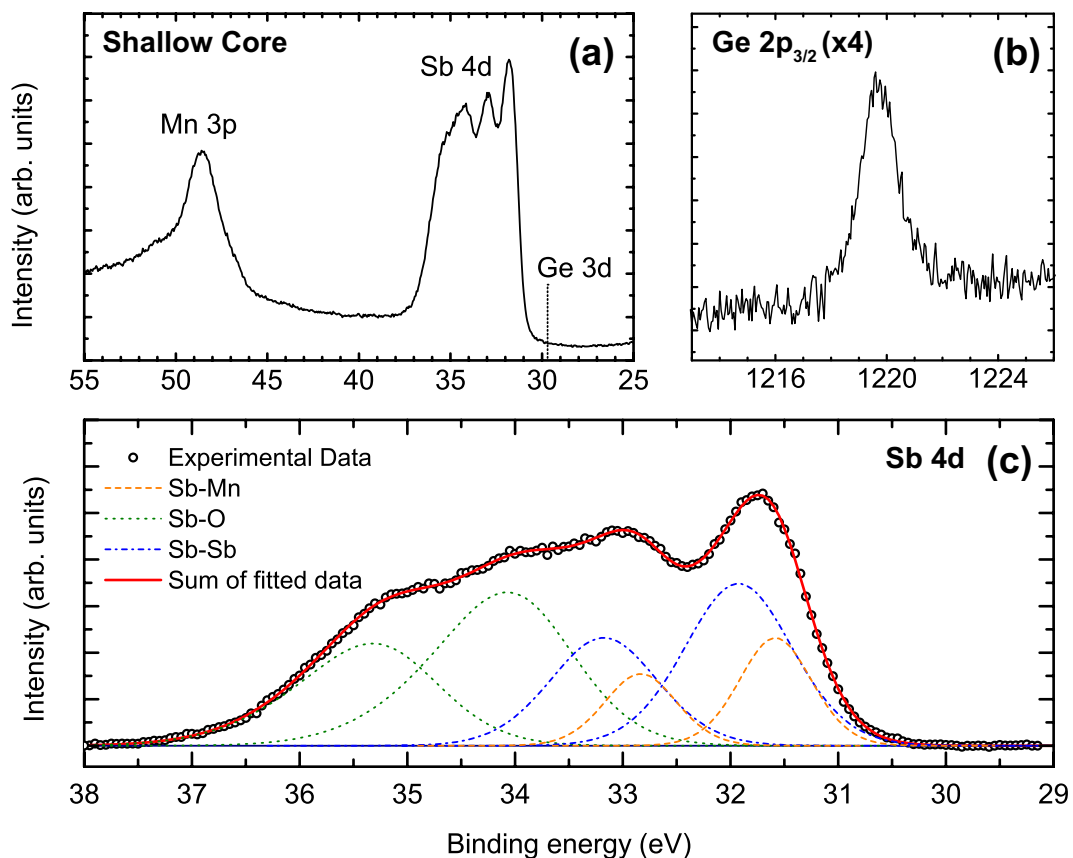 Shallow Core
(a)
Sb 4d
Mn 3p
Ge 3d
Intensity (arb. units)
55 50 45 40 35 30 25
Ge 2p3/2 (x4)
(b)
1216 1220 1224
Experimental Data
Sb-Mn
Sb-O
Sb-Sb
Sum of fitted data
Sb 4d
(c)
Intensity (arb. units)
38 37 36 35 34 33 32 31 30 29
Binding energy (eV)